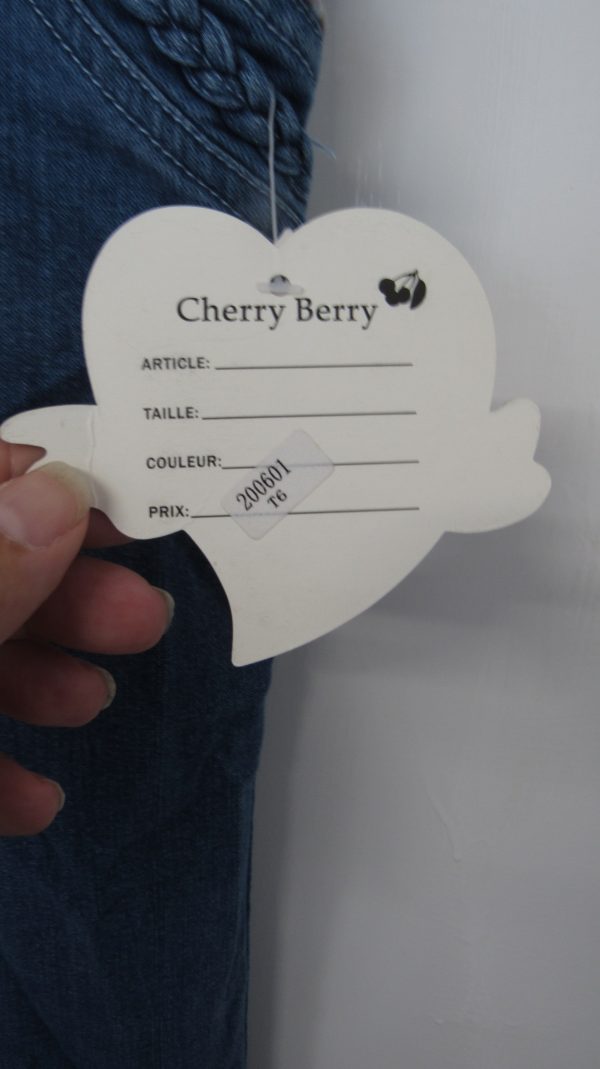 Cherry Berry
ARTICLE:
TAILLE:
COULEUR:
PRIX:
200601
T6